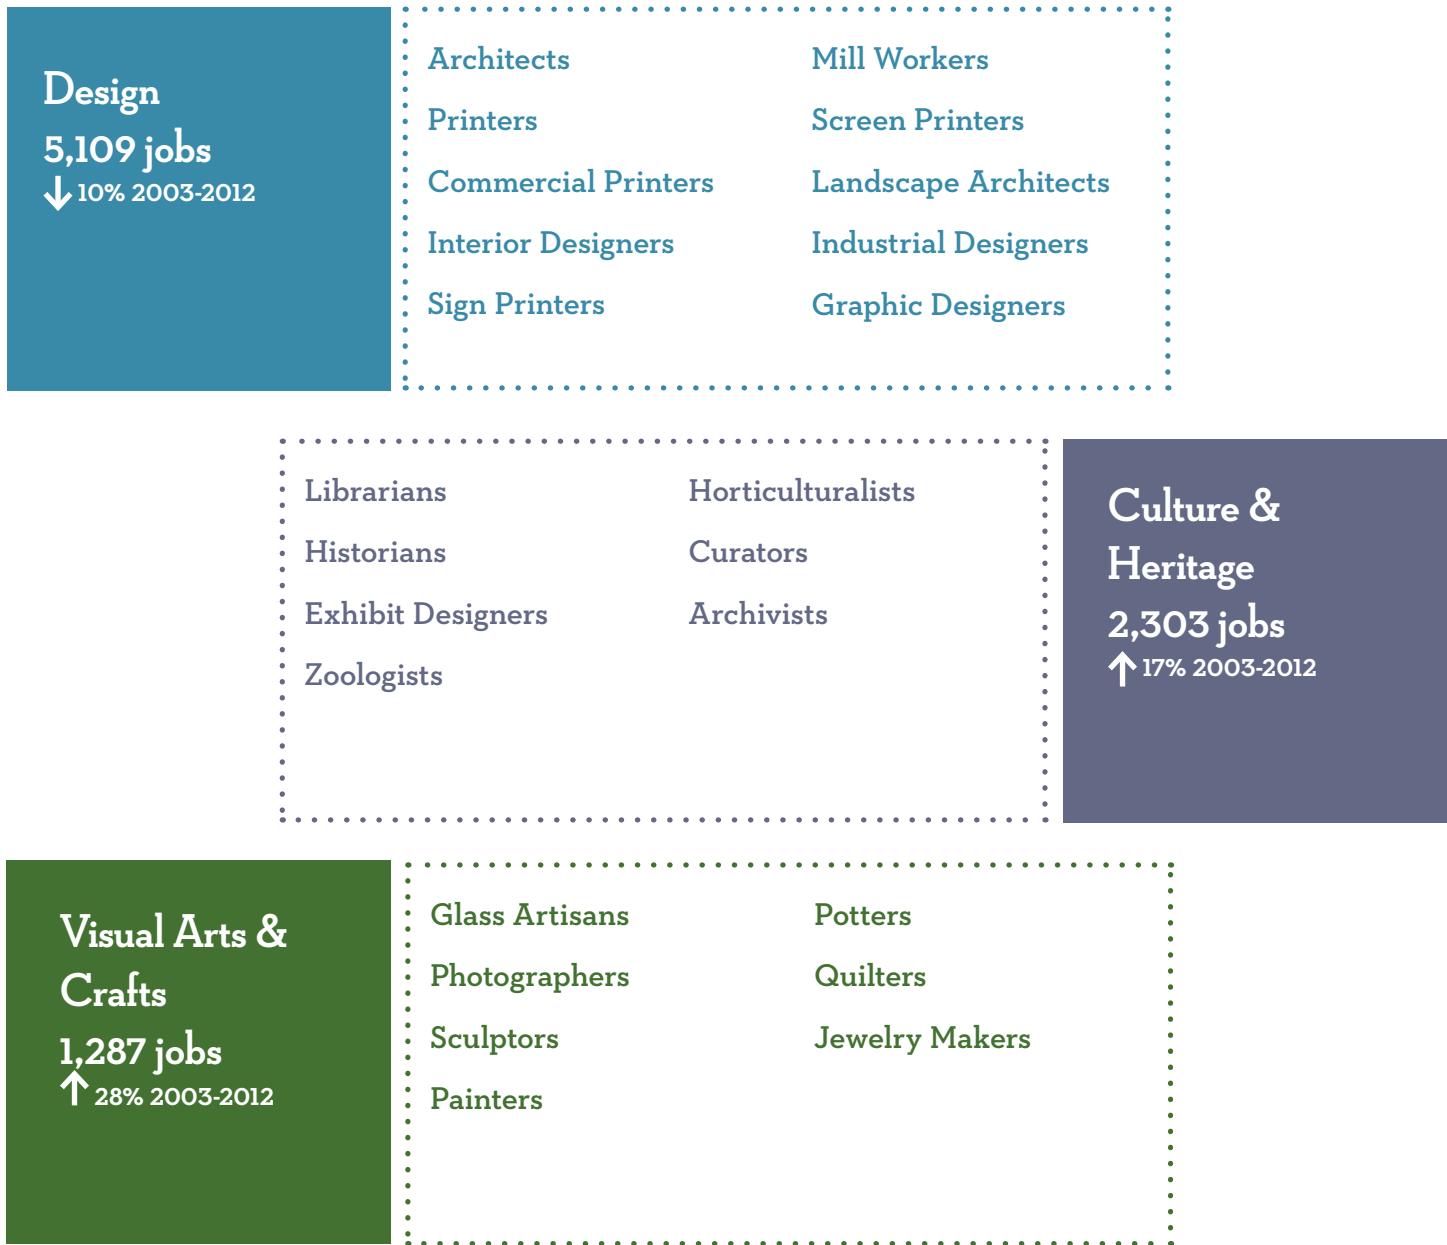 Design
5,109 jobs
↓ 10% 2003-2012
Architects
Printers
Commercial Printers
Interior Designers
Sign Printers
Mill Workers
Screen Printers
Landscape Architects
Industrial Designers
Graphic Designers
Librarians
Historians
Exhibit Designers
Zoologists
Horticulturalists
Curators
Archivists
Culture &
Heritage
2,303 jobs
↑ 17% 2003-2012
Visual Arts &
Crafts
1,287 jobs
↑ 28% 2003-2012
Glass Artisans
Photographers
Sculptors
Painters
Potters
Quilters
Jewelry Makers